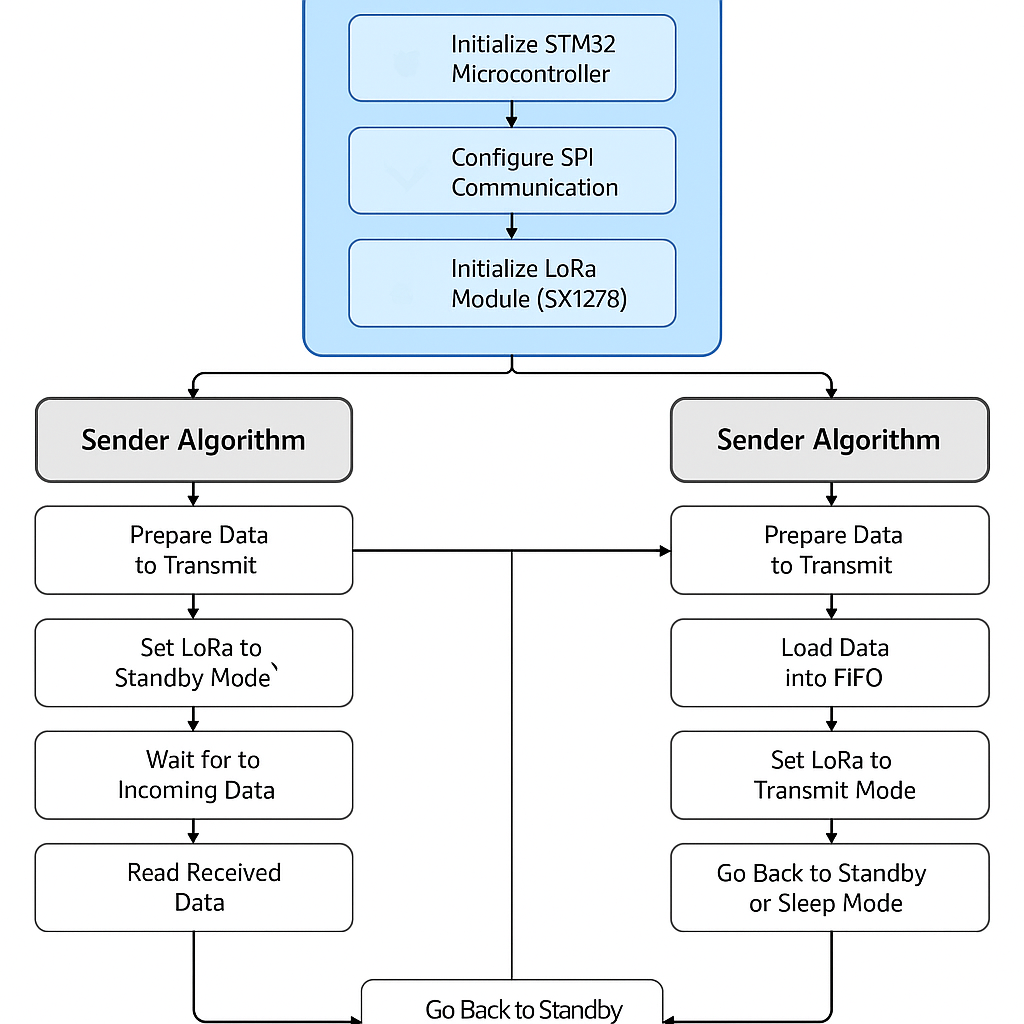 Initialize STM32
Microcontroller
Configure SPI
Communication
Initialize LoRa
Module (SX1278)
Sender Algorithm
Prepare Data
to Transmit
Set LoRa to
Standby Mode`
Wait for to
Incoming Data
Read Received
Data
Sender Algorithm
Prepare Data
to Transmit
Load Data
into FiFO
Set LoRa to
Transmit Mode
Go Back to Standby
or Sleep Mode
Go Back to Standby